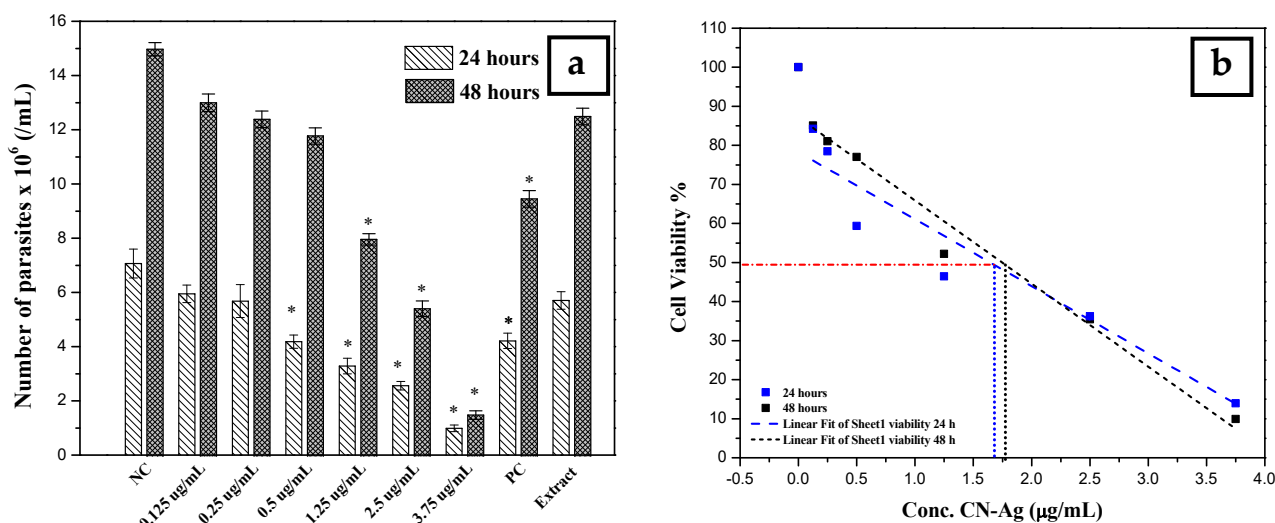 16
14
12
10
8
6
4
2
0
Number of parasites x 10⁶ (/mL)
24 hours
48 hours
a
*
*
*
*
*
*
*
*
*
NC
0.125 ug/mL
0.25 ug/mL
0.5 ug/mL
1.25 ug/mL
2.5 ug/mL
3.75 ug/mL
PC
Extract
110
100
90
80
70
60
50
40
30
20
10
0
Cell Viability %
b
24 hours
48 hours
Linear Fit of Sheet1 viability 24 h
Linear Fit of Sheet1 viability 48 h
-0.5 0.0 0.5 1.0 1.5 2.0 2.5 3.0 3.5 4.0
Conc. CN-Ag (µg/mL)